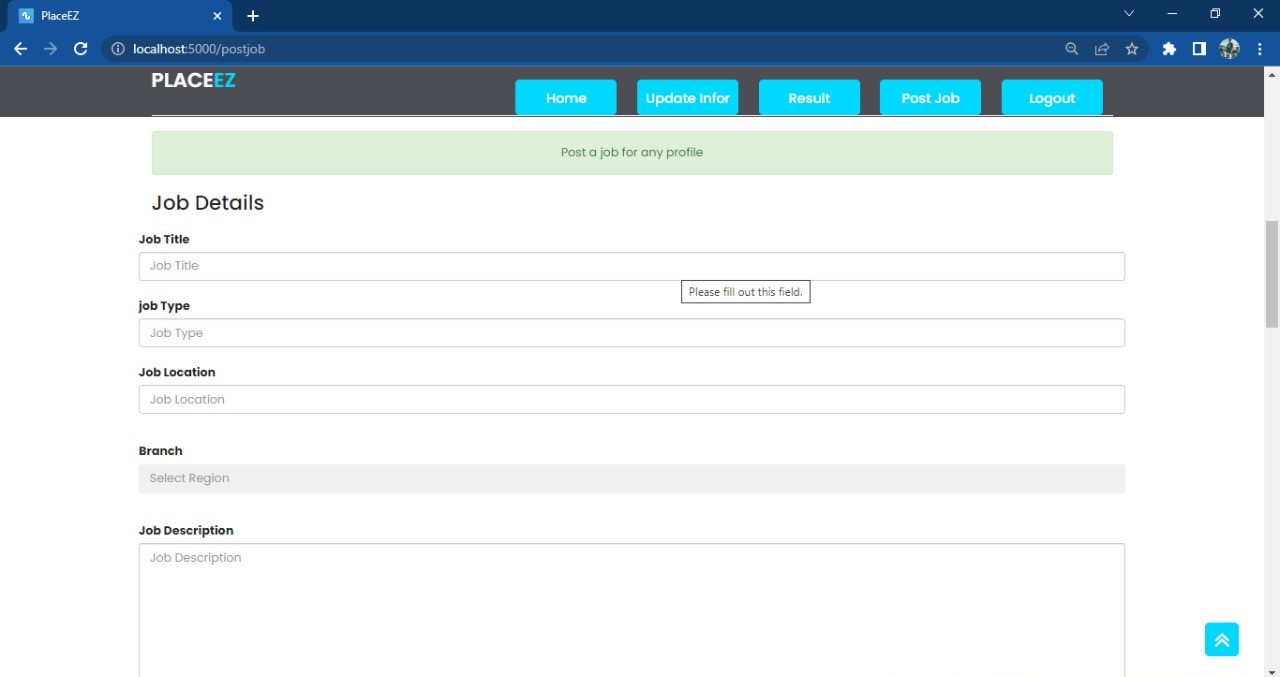 PlaceEZ
localhost:5000/postjob
PLACEEZ
Home
Update Infor
Result
Post Job
Logout
Post a job for any profile
Job Details
Job Title
Job Title
Please fill out this field.
job Type
Job Type
Job Location
Job Location
Branch
Select Region
Job Description
Job Description